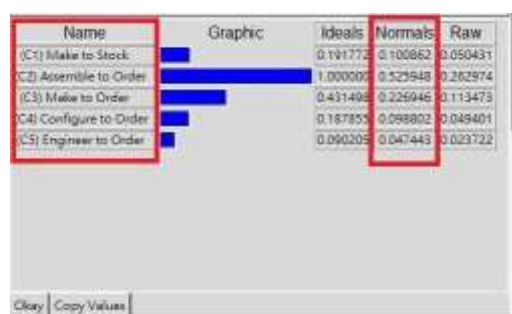 Name Graphic Ideals Normals Raw
(C1) Make to Stock 0.191772 0.100862 0.050431
(C2) Assemble to Order 1.000000 0.525948 0.262974
(C3) Make to Order 0.431498 0.226946 0.113473
(C4) Configure to Order 0.187855 0.098802 0.049401
(C5) Engineer to Order 0.090205 0.047443 0.023722
Okay Copy Values